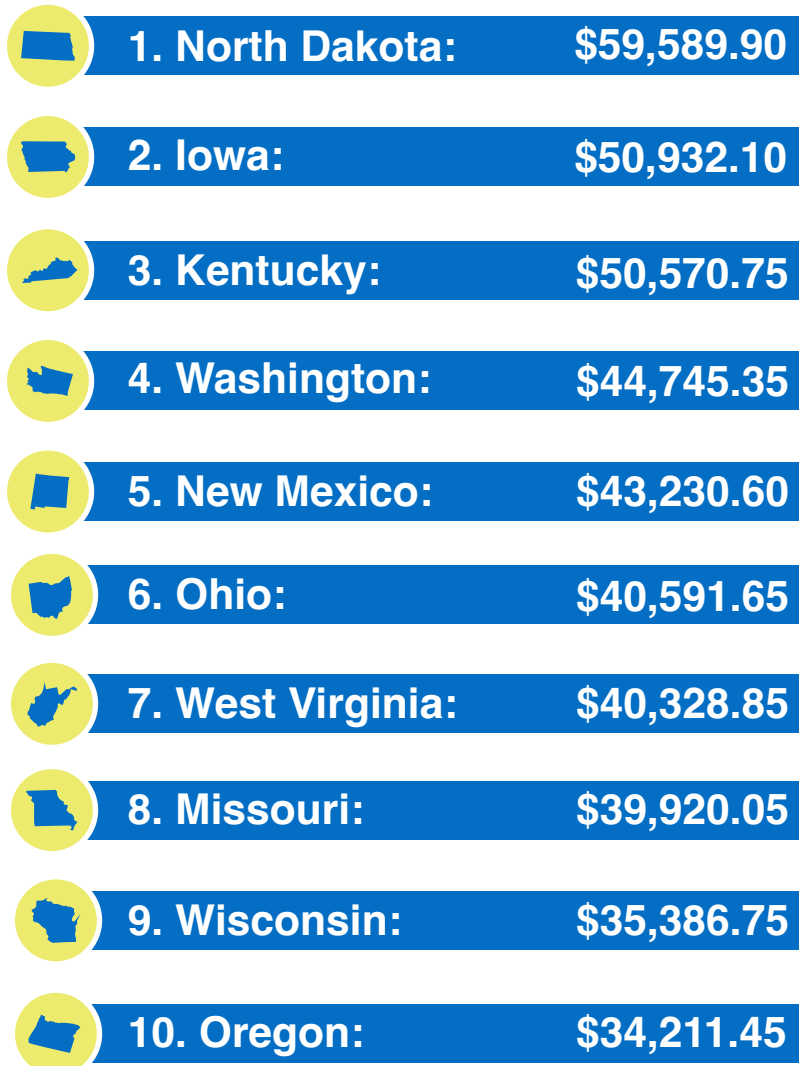 1. North Dakota: $59,589.90
2. Iowa: $50,932.10
3. Kentucky: $50,570.75
4. Washington: $44,745.35
5. New Mexico: $43,230.60
6. Ohio: $40,591.65
7. West Virginia: $40,328.85
8. Missouri: $39,920.05
9. Wisconsin: $35,386.75
10. Oregon: $34,211.45